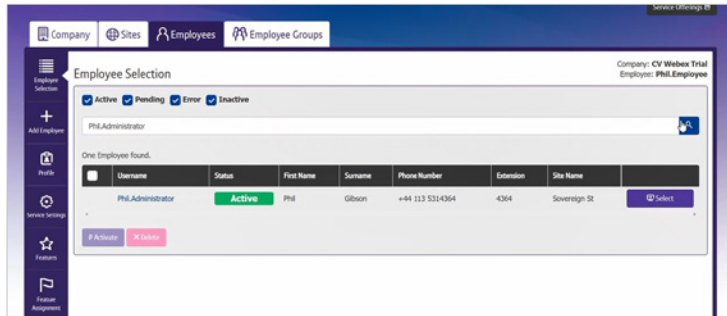 Service Offerings
Company Sites Employees Employee Groups
Employee Selection
Company: CV Webex Trial
Employee: Phil.Employee
Employee Selection
Active Pending Error Inactive
Add Employee
Phil.Administrator
One Employee found.
Profile
Username Status First Name Surname Phone Number Extension Site Name
Phil.Administrator Active Phil Gibson +44 113 5314364 4364 Sovereign St Select
Service Settings
Activate Delete
Features
Feature Assignment